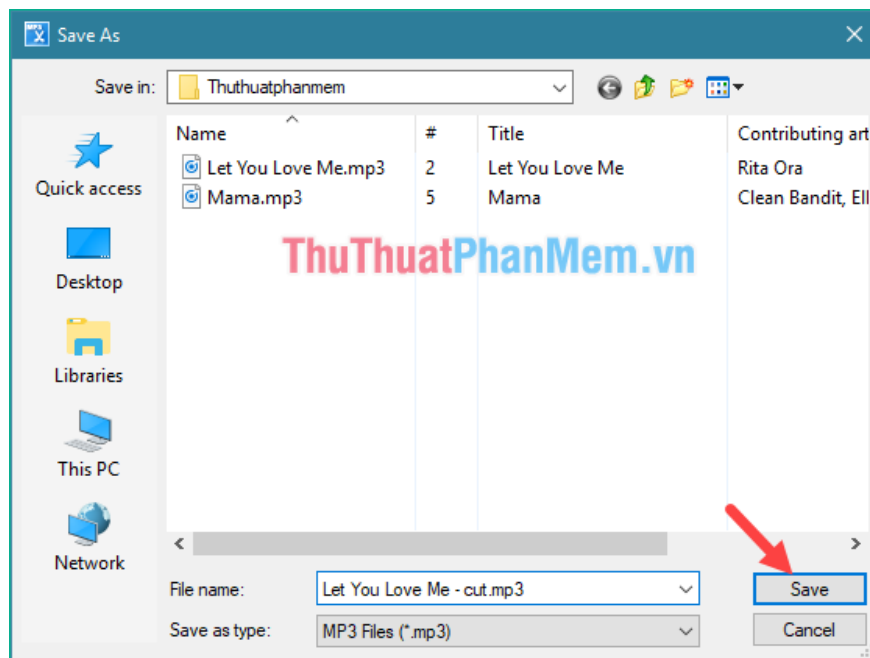 Save As
Save in: Thuthuatphanmem
Name # Title Contributing art
Let You Love Me.mp3 2 Let You Love Me Rita Ora
Mama.mp3 5 Mama Clean Bandit, Ell
ThuThuatPhanMem.vn
Quick access
Desktop
Libraries
This PC
Network
File name: Let You Love Me - cut.mp3 Save
Save as type: MP3 Files (*.mp3) Cancel